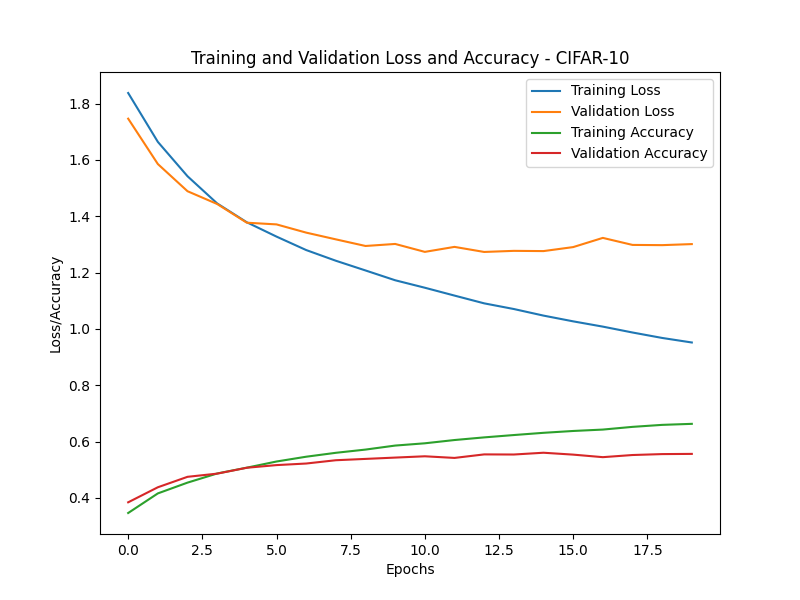 Training and Validation Loss and Accuracy - CIFAR-10
Training Loss
Validation Loss
Training Accuracy
Validation Accuracy
Loss/Accuracy
1.8
1.6
1.4
1.2
1.0
0.8
0.6
0.4
0.0 2.5 5.0 7.5 10.0 12.5 15.0 17.5
Epochs